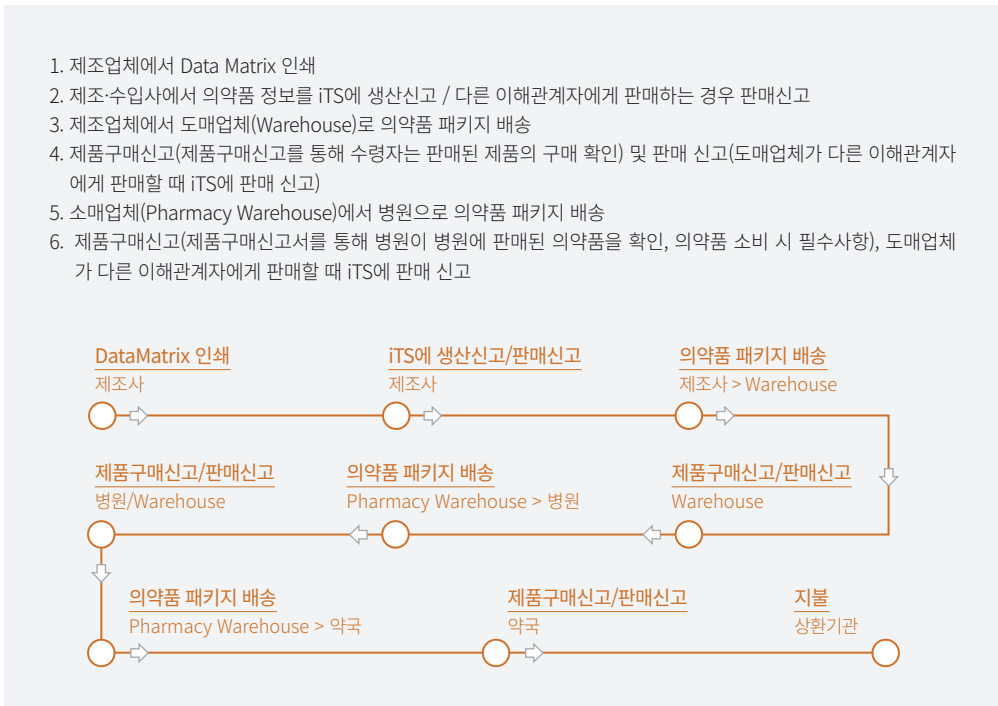 1. 제조업체에서 Data Matrix 인쇄
2. 제조·수입사에서 의약품 정보를 iTS에 생산신고 / 다른 이해관계자에게 판매하는 경우 판매신고
3. 제조업체에서 도매업체(Warehouse)로 의약품 패키지 배송
4. 제품구매신고(제품구매신고를 통해 수령자는 판매된 제품의 구매 확인) 및 판매 신고(도매업체가 다른 이해관계자
에게 판매할 때 iTS에 판매 신고)
5. 소매업체(Pharmacy Warehouse)에서 병원으로 의약품 패키지 배송
6. 제품구매신고(제품구매신고서를 통해 병원이 병원에 판매된 의약품을 확인, 의약품 소비 시 필수사항), 도매업체
가 다른 이해관계자에게 판매할 때 iTS에 판매 신고
DataMatrix 인쇄
제조사
iTS에 생산신고/판매신고
제조사
의약품 패키지 배송
제조사 > Warehouse
제품구매신고/판매신고
병원/Warehouse
의약품 패키지 배송
Pharmacy Warehouse > 병원
제품구매신고/판매신고
Warehouse
의약품 패키지 배송
Pharmacy Warehouse > 약국
제품구매신고/판매신고
약국
지불
상환기관